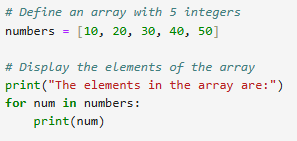 # Define an array with 5 integers
numbers = [10, 20, 30, 40, 50]
# Display the elements of the array
print("The elements in the array are:")
for num in numbers:
    print(num)